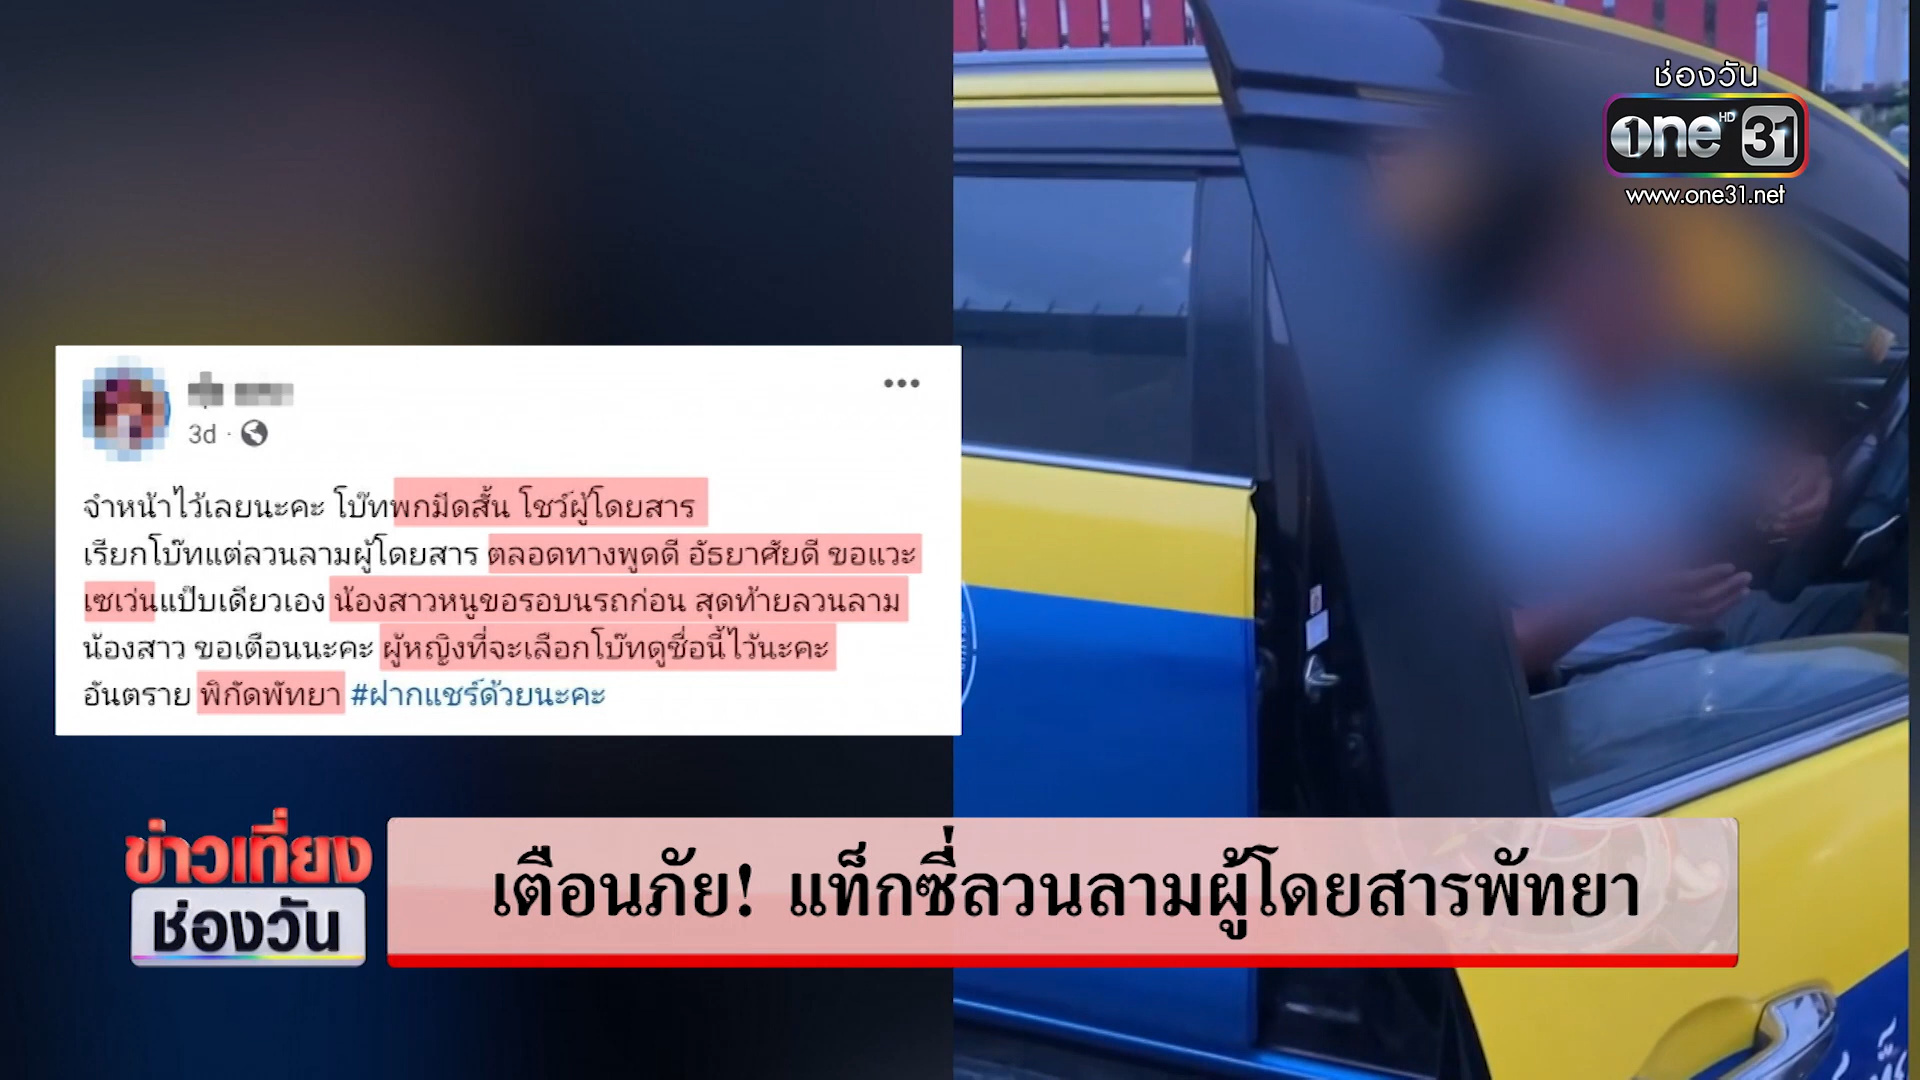 ช่องวัน
one HD 31
www.one31.net
3d ·
จำหน้าไว้เลยนะคะ โบ๊ทพกมีดสั้น โชว์ผู้โดยสาร
เรียกโบ๊ทแต่ลวนลามผู้โดยสาร ตลอดทางพูดดี อัธยาศัยดี ขอแวะ
เซเว่นแป๊บเดียวเอง น้องสาวหนูขอรอบนรถก่อน สุดท้ายลวนลาม
น้องสาว ขอเตือนนะคะ ผู้หญิงที่จะเลือกโบ๊ทดูชื่อนี้ไว้นะคะ
อันตราย พิกัดพัทยา #ฝากแชร์ด้วยนะคะ
ข่าวเที่ยง
ช่องวัน
เตือนภัย! แท็กซี่ลวนลามผู้โดยสารพัทยา